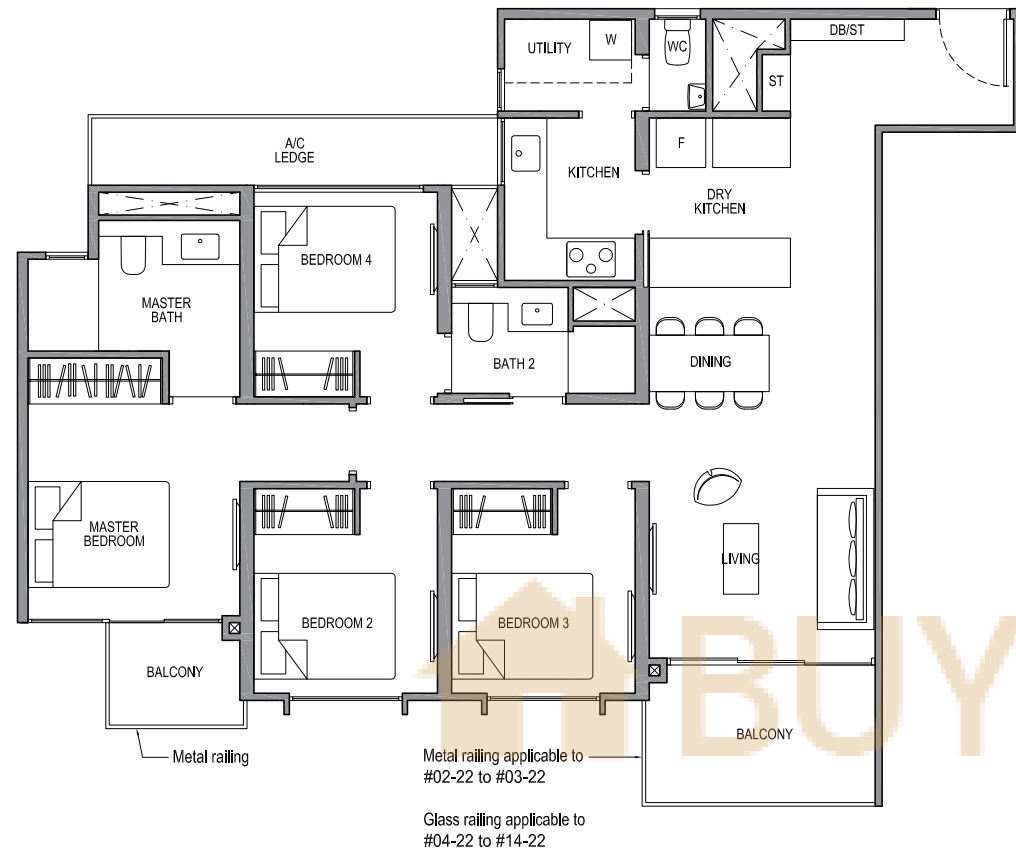 DB/ST
UTILITY
W
WC
ST
A/C
LEDGE
F
KITCHEN
DRY
KITCHEN
BEDROOM 4
MASTER
BATH
BATH 2
DINING
MASTER
BEDROOM
LIVING
BEDROOM 2
BEDROOM 3
BALCONY
BALCONY
BUY
Metal railing
Metal railing applicable to
#02-22 to #03-22
Glass railing applicable to
#04-22 to #14-22